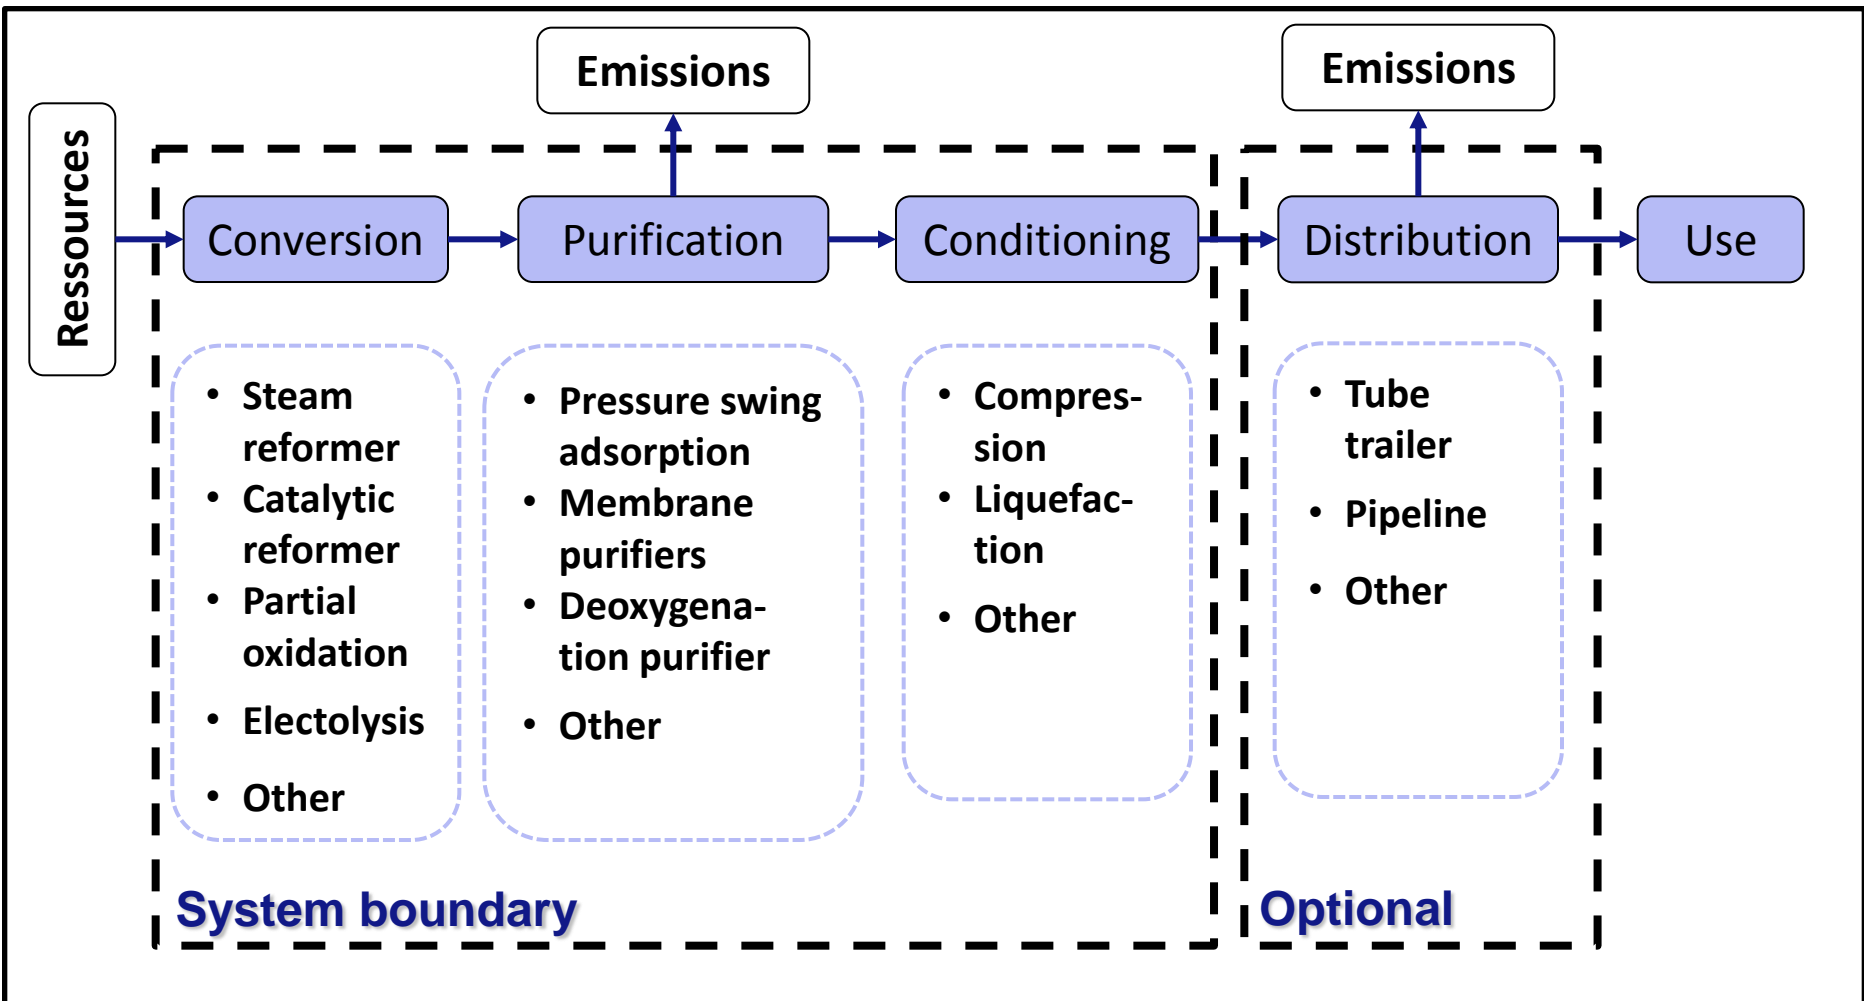 Emissions
Emissions
Ressources
Conversion
Purification
Conditioning
Distribution
Use
• Steam
reformer
• Catalytic
reformer
• Partial
oxidation
• Electolysis
• Other
• Pressure swing
adsorption
• Membrane
purifiers
• Deoxygena-
tion purifier
• Other
• Compres-
sion
• Liquefac-
tion
• Other
• Tube
trailer
• Pipeline
• Other
System boundary
Optional